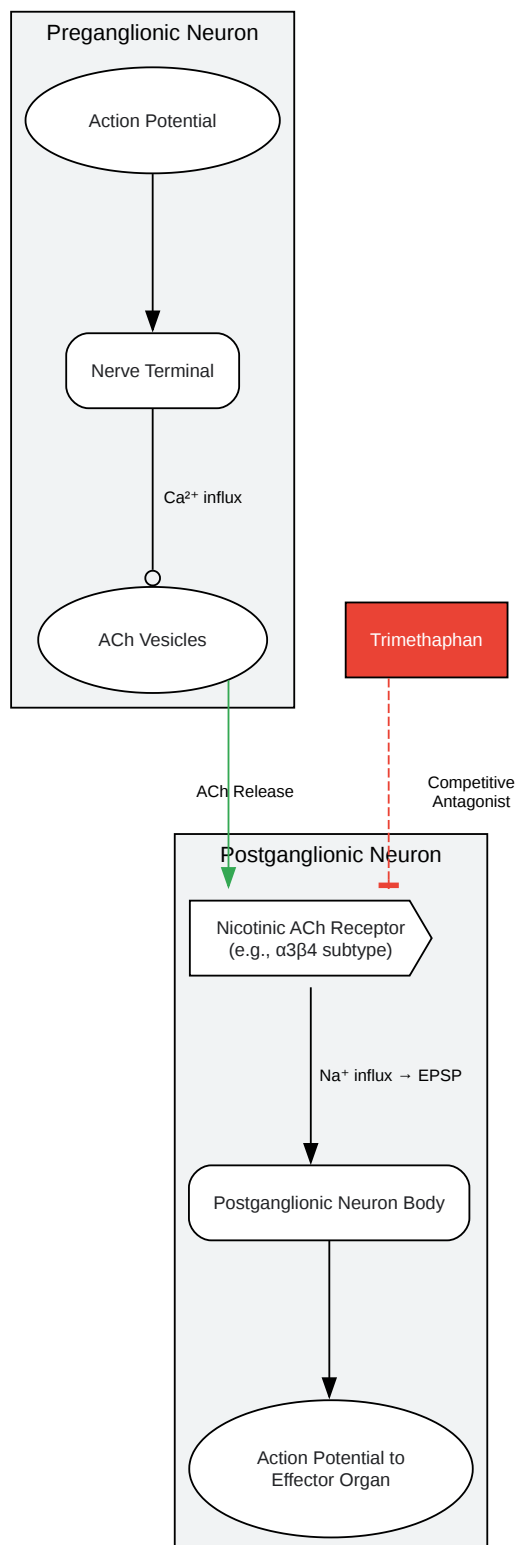 Preganglionic Neuron
Action Potential
Nerve Terminal
Ca²⁺ influx
ACh Vesicles
Trimethaphan
ACh Release
Competitive
Antagonist
Postganglionic Neuron
Nicotinic ACh Receptor
(e.g., α3β4 subtype)
Na⁺ influx → EPSP
Postganglionic Neuron Body
Action Potential to
Effector Organ